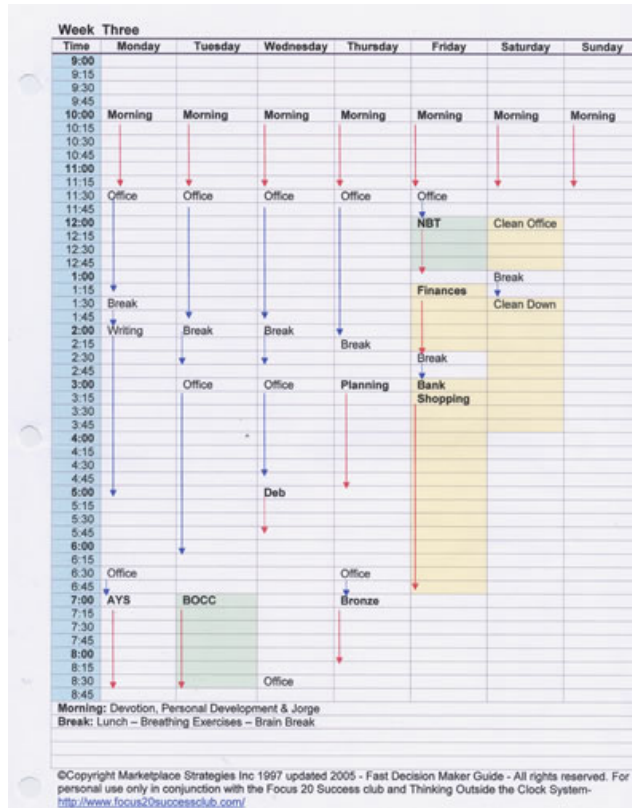 Week Three
Time Monday Tuesday Wednesday Thursday Friday Saturday Sunday
9:00
9:15
9:30
9:45
10:00 Morning Morning Morning Morning Morning Morning Morning
10:15
10:30
10:45
11:00
11:15
11:30 Office Office Office Office Office
11:45
12:00 NBT Clean Office
12:15
12:30
12:45
1:00 Break
1:15 Finances
1:30 Break Clean Down
1:45
2:00 Writing Break Break
2:15 Break
2:30 Break
2:45
3:00 Office Office Planning Bank
3:15 Shopping
3:30
3:45
4:00
4:15
4:30
4:45
5:00 Deb
5:15
5:30
5:45
6:00
6:15
6:30 Office Office
6:45
7:00 AYS BOCC Bronze
7:15
7:30
7:45
8:00
8:15
8:30 Office
8:45
Morning: Devotion, Personal Development & Jorge
Break: Lunch – Breathing Exercises – Brain Break
©Copyright Marketplace Strategies Inc 1997 updated 2005 - Fast Decision Maker Guide - All rights reserved. For
personal use only in conjunction with the Focus 20 Success club and Thinking Outside the Clock System-
http://www.focus20successclub.com/